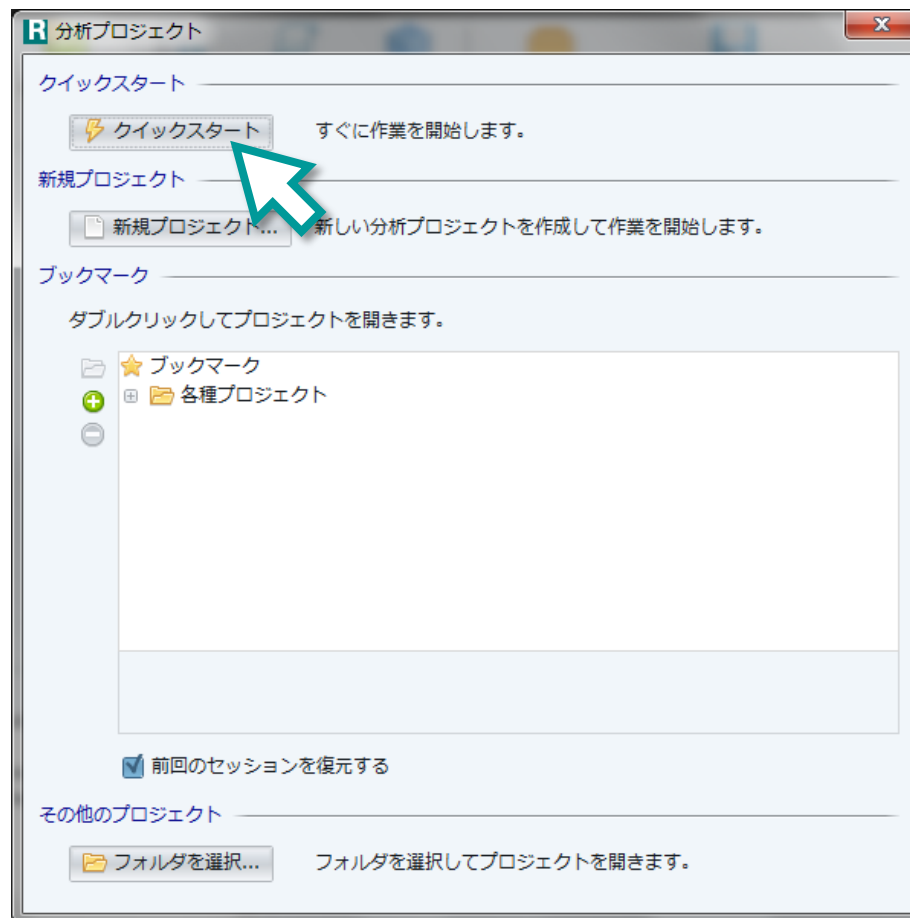 R 分析プロジェクト
クイックスタート
クイックスタート すぐに作業を開始します。
新規プロジェクト
新規プロジェクト... 新しい分析プロジェクトを作成して作業を開始します。
ブックマーク
ダブルクリックしてプロジェクトを開きます。
ブックマーク
各種プロジェクト
前回のセッションを復元する
その他のプロジェクト
フォルダを選択... フォルダを選択してプロジェクトを開きます。